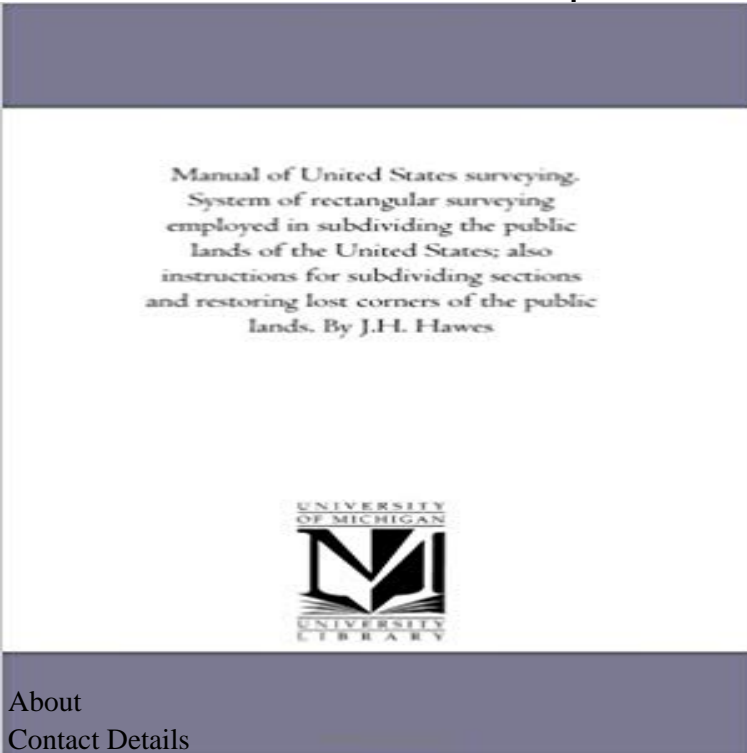 Manual of United States surveying.
System of rectangular surveying
employed in subdividing the public
lands of the United States; also
instructions for subdividing sections
and restoring lost corners of the public
lands. By J.H. Hawes
UNIVERSITY
OF MICHIGAN
UNIVERSITY
LIBRARY
About
Contact Details